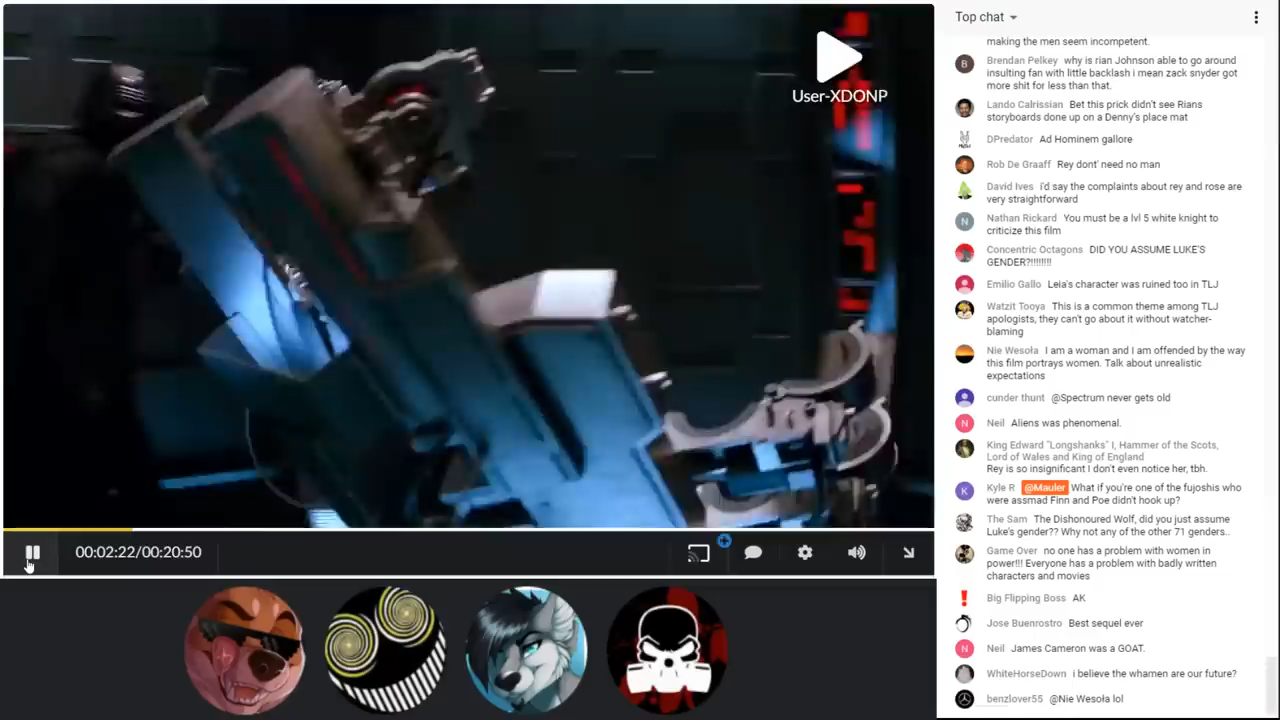 User-XDONP
00:02:22/00:20:50
Top chat
making the men seem incompetent.
Brendan Pelkey why is rian Johnson able to go around
insulting fan with little backlash i mean zack snyder got
more shit for less than that.
Lando Calrissian Bet this prick didn't see Rians
storyboards done up on a Denny's place mat
DPredator Ad Hominem gallore
Rob De Graaff Rey dont' need no man
David Ives i'd say the complaints about rey and rose are
very straightforward
N
Nathan Rickard You must be a lvl 5 white knight to
criticize this film
Concentric Octagons DID YOU ASSUME LUKE'S
GENDER?!!!!!!!!
Emilio Gallo Leia's character was ruined too in TLJ
Watzit Tooya This is a common theme among TLJ
apologists, they can't go about it without watcher-
blaming
Nie Wesoła I am a woman and I am offended by the way
this film portrays women. Talk about unrealistic
expectations
cunder thunt @Spectrum never gets old
N
Neil Aliens was phenomenal.
King Edward "Longshanks" I, Hammer of the Scots,
Lord of Wales and King of England
Rey is so insignificant I don't even notice her, tbh.
K
Kyle R @Mauler What if you're one of the fujoshis who
were assmad Finn and Poe didn't hook up?
The Sam The Dishonoured Wolf, did you just assume
Luke's gender?? Why not any of the other 71 genders..
Game Over no one has a problem with women in
power!!! Everyone has a problem with badly written
characters and movies
Big Flipping Boss AK
Jose Buenrostro Best sequel ever
N
Neil James Cameron was a GOAT.
WhiteHorseDown i believe the whamen are our future?
benzlover55 @Nie Wesoła lol